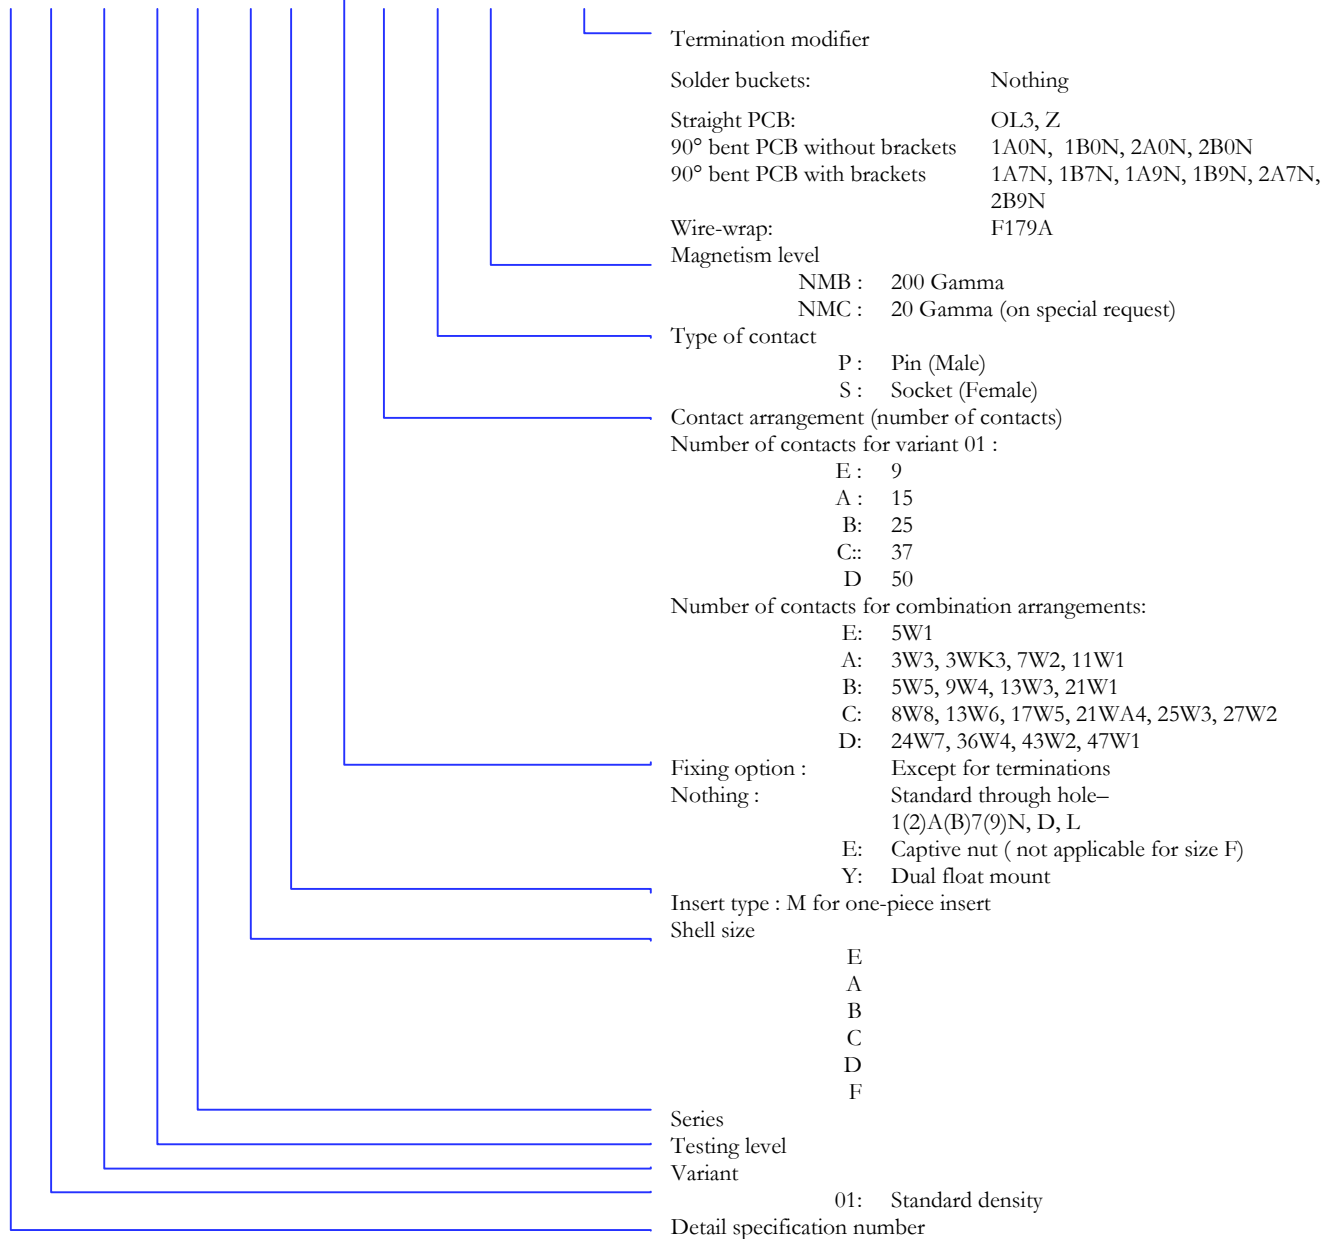 Termination modifier
Solder buckets: Nothing
Straight PCB: OL3, Z
90° bent PCB without brackets 1A0N, 1B0N, 2A0N, 2B0N
90° bent PCB with brackets 1A7N, 1B7N, 1A9N, 1B9N, 2A7N,
2B9N
Wire-wrap: F179A
Magnetism level
NMB : 200 Gamma
NMC : 20 Gamma (on special request)
Type of contact
P : Pin (Male)
S : Socket (Female)
Contact arrangement (number of contacts)
Number of contacts for variant 01 :
E : 9
A : 15
B: 25
C:: 37
D 50
Number of contacts for combination arrangements:
E: 5W1
A: 3W3, 3WK3, 7W2, 11W1
B: 5W5, 9W4, 13W3, 21W1
C: 8W8, 13W6, 17W5, 21WA4, 25W3, 27W2
D: 24W7, 36W4, 43W2, 47W1
Fixing option : Except for terminations
Nothing : Standard through hole–
1(2)A(B)7(9)N, D, L
E: Captive nut ( not applicable for size F)
Y: Dual float mount
Insert type : M for one-piece insert
Shell size
E
A
B
C
D
F
Series
Testing level
Variant
01: Standard density
Detail specification number